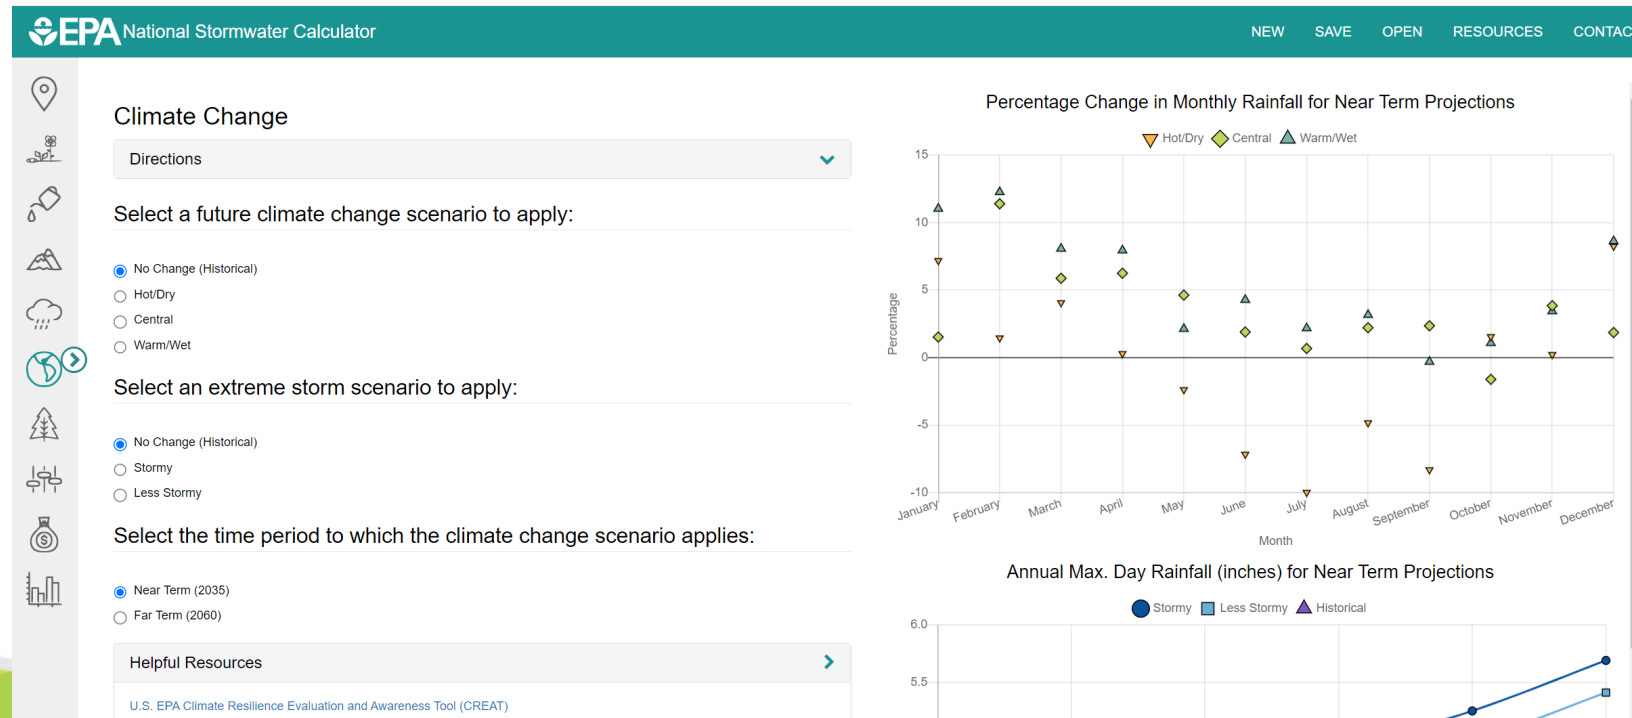 EPA National Stormwater Calculator
NEW SAVE OPEN RESOURCES CONTAC
Climate Change
Directions
Select a future climate change scenario to apply:
No Change (Historical)
Hot/Dry
Central
Warm/Wet
Select an extreme storm scenario to apply:
No Change (Historical)
Stormy
Less Stormy
Select the time period to which the climate change scenario applies:
Near Term (2035)
Far Term (2060)
Helpful Resources
U.S. EPA Climate Resilience Evaluation and Awareness Tool (CREAT)
Percentage Change in Monthly Rainfall for Near Term Projections
Hot/Dry Central Warm/Wet
15
10
5
0
-5
-10
Percentage
January February March April May June July August September October November December
Month
Annual Max. Day Rainfall (inches) for Near Term Projections
Stormy Less Stormy Historical
6.0
5.5